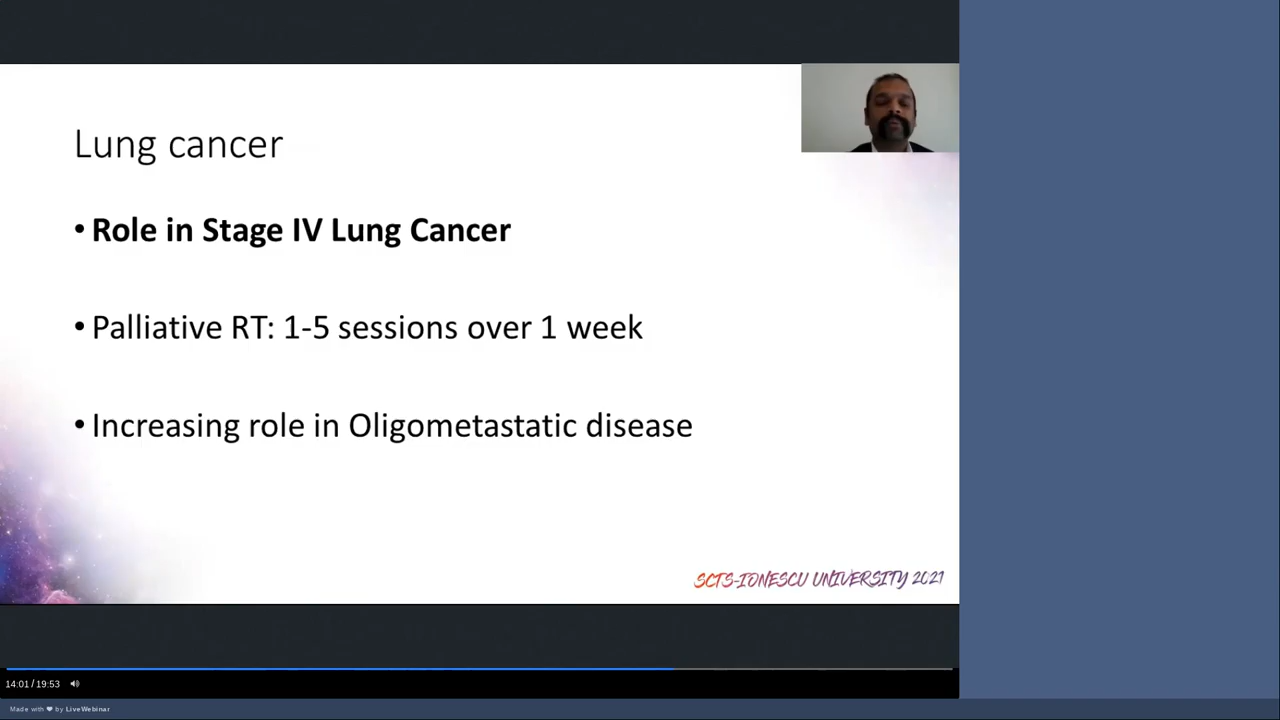 Lung cancer
• Role in Stage IV Lung Cancer
• Palliative RT: 1-5 sessions over 1 week
• Increasing role in Oligometastatic disease
SCTS-IONESCU UNIVERSITY 2021
14:01 / 19:53
Made with ❤ by LiveWebinar